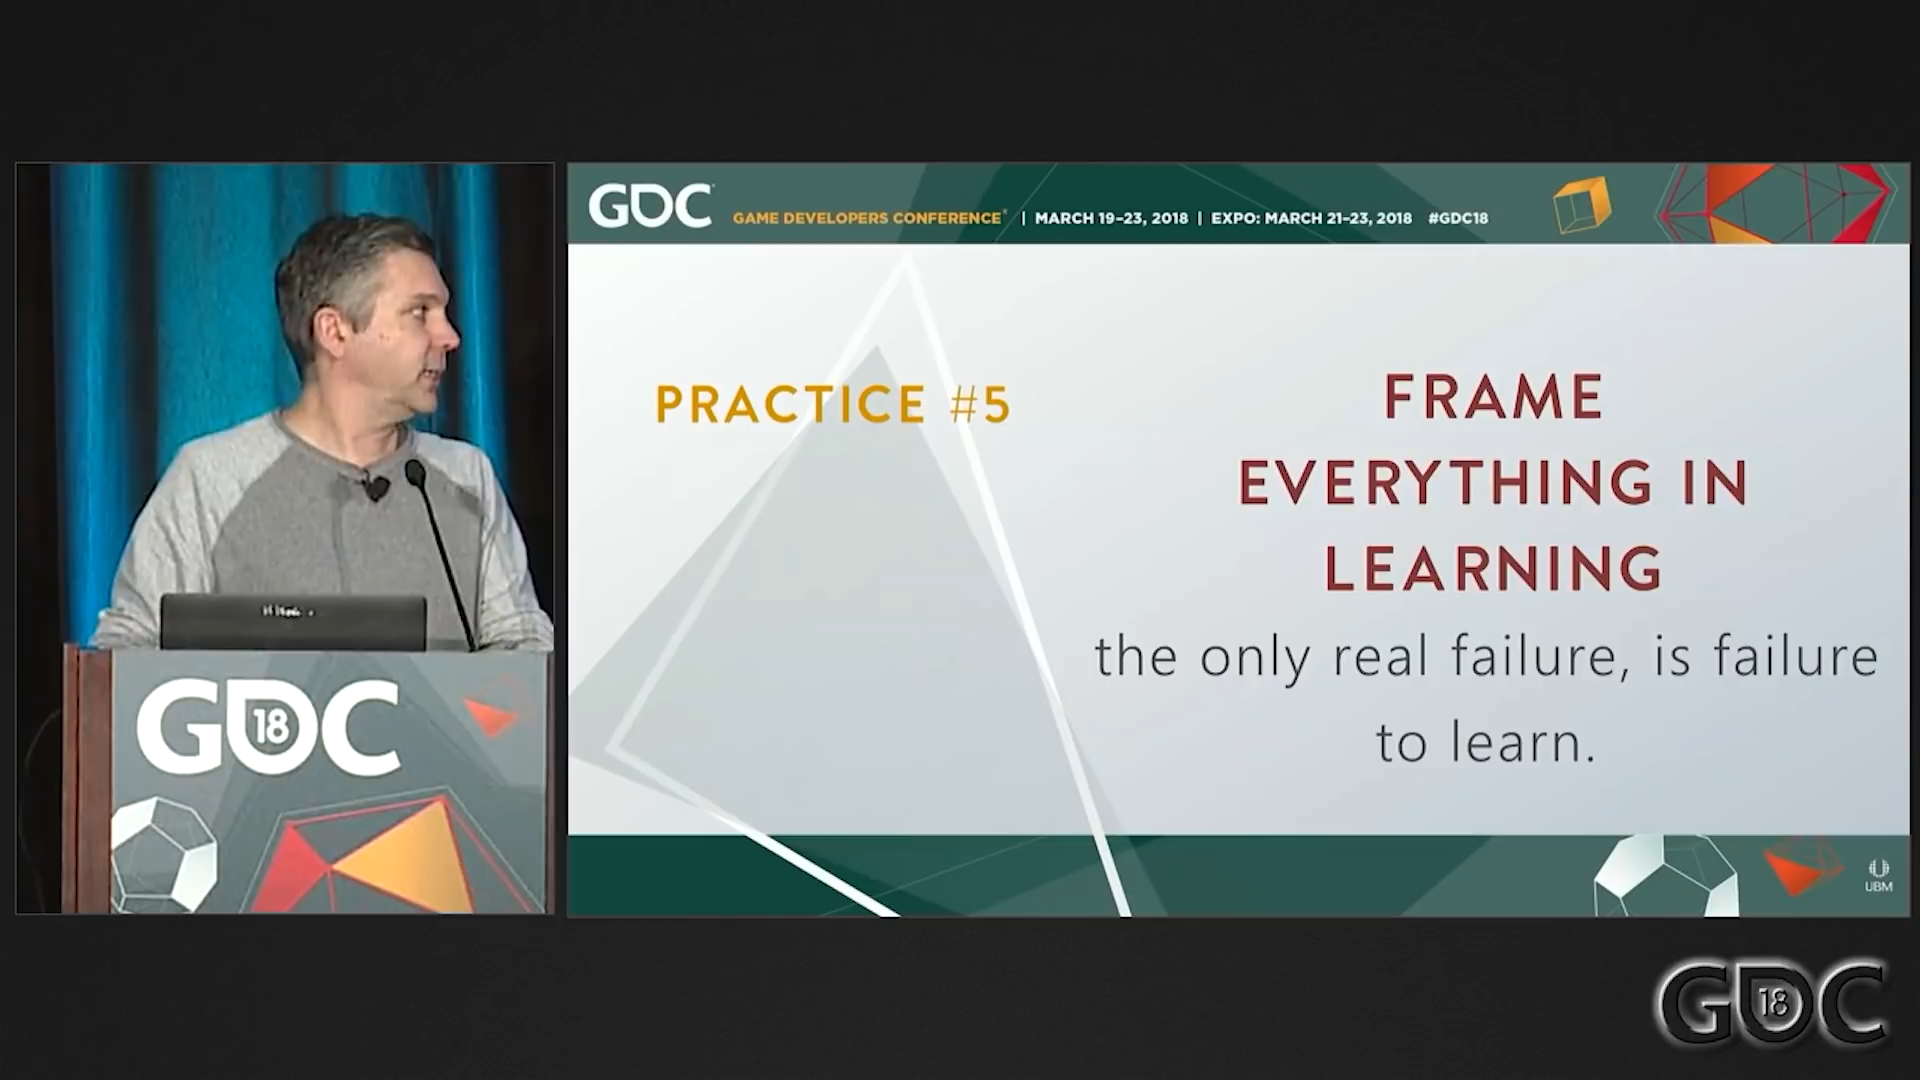 GDC
GAME DEVELOPERS CONFERENCE® | MARCH 19–23, 2018 | EXPO: MARCH 21–23, 2018 #GDC18
PRACTICE #5
FRAME
EVERYTHING IN
LEARNING
the only real failure, is failure
to learn.
UBM
GDC
18
GDC
18